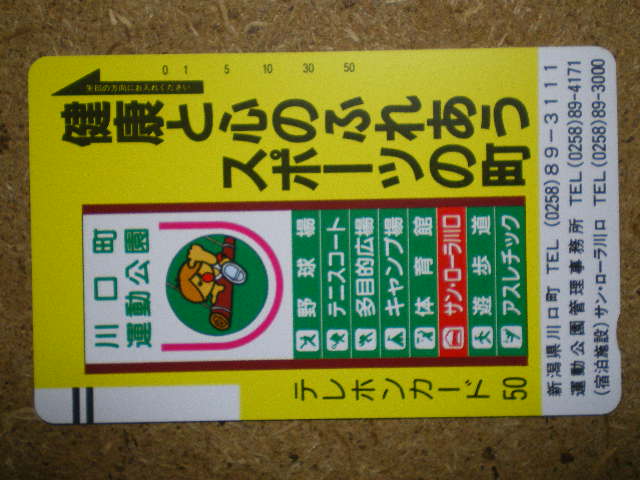 矢印の方向にお入れください
0 1 5 10 30 50
健康と心のふれあう
スポーツの町
川口町
運動公園
野球場
テニスコート
多目的広場
キャンプ場
体育館
サン・ローラ川口
遊歩道
アスレチック
テレホンカード 50
新潟県川口町 TEL (0258)89-3111
運動公園管理事務所 TEL (0258)89-4171
(宿泊施設)サン・ローラ川口 TEL (0258)89-3000